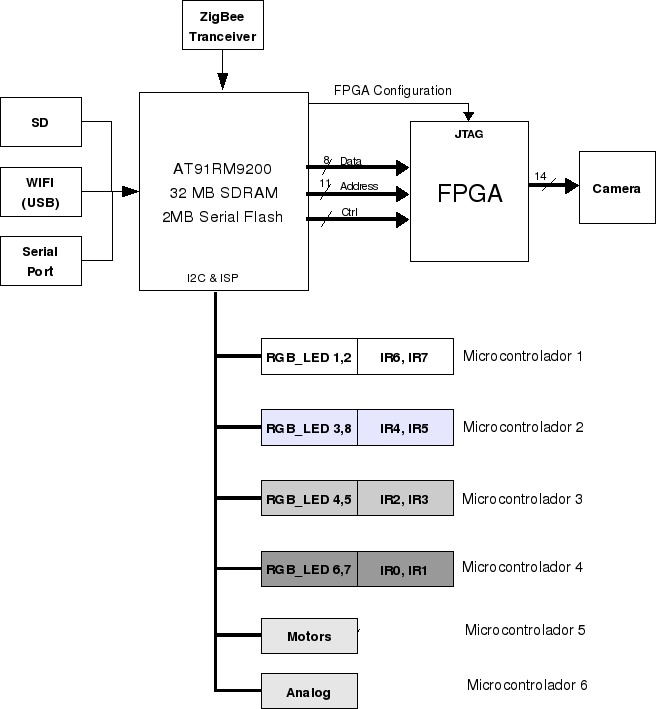 ZigBee
Tranceiver
FPGA Configuration
SD
JTAG
AT91RM9200
8 Data
WIFI
(USB)
32 MB SDRAM
11 Address
FPGA
14
Camera
2MB Serial Flash
Ctrl
Serial
Port
I2C & ISP
RGB_LED 1,2 IR6, IR7 Microcontrolador 1
RGB_LED 3,8 IR4, IR5 Microcontrolador 2
RGB_LED 4,5 IR2, IR3 Microcontrolador 3
RGB_LED 6,7 IR0, IR1 Microcontrolador 4
Motors Microcontrolador 5
Analog Microcontrolador 6